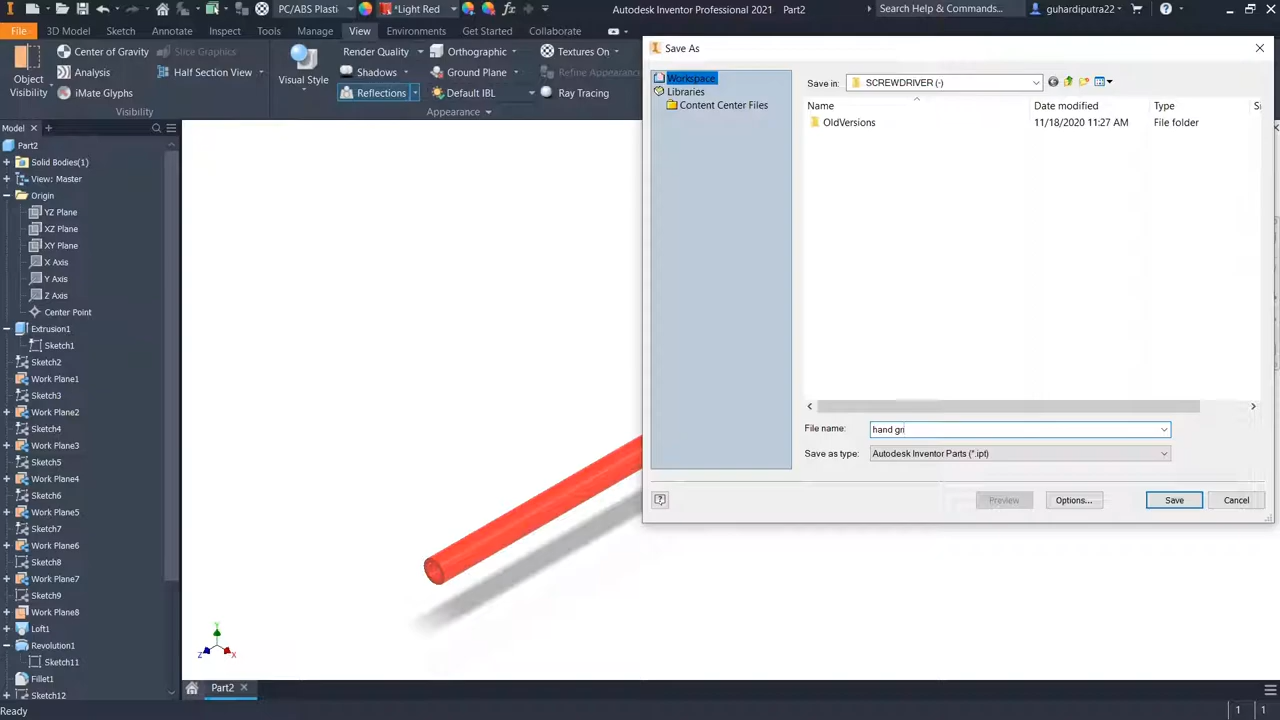 PC/ABS Plasti
*Light Red
Autodesk Inventor Professional 2021 Part2
Search Help & Commands...
guhardiputra22
File
3D Model
Sketch
Annotate
Inspect
Tools
Manage
View
Environments
Get Started
Collaborate
Object
Visibility
Center of Gravity
Analysis
iMate Glyphs
Slice Graphics
Half Section View
Visibility
Visual Style
Render Quality
Shadows
Reflections
Orthographic
Ground Plane
Default IBL
Textures On
Refine Appearance
Ray Tracing
Appearance
Model
Part2
Solid Bodies(1)
View: Master
Origin
YZ Plane
XZ Plane
XY Plane
X Axis
Y Axis
Z Axis
Center Point
Extrusion1
Sketch1
Sketch2
Work Plane1
Sketch3
Work Plane2
Sketch4
Work Plane3
Sketch5
Work Plane4
Sketch6
Work Plane5
Sketch7
Work Plane6
Sketch8
Work Plane7
Sketch9
Work Plane8
Loft1
Revolution1
Sketch11
Fillet1
Sketch12
Save As
Workspace
Libraries
Content Center Files
Save in:
SCREWDRIVER (-)
Name
Date modified
Type
Si
OldVersions
11/18/2020 11:27 AM
File folder
File name:
hand gri
Save as type:
Autodesk Inventor Parts (*.ipt)
Preview
Options...
Save
Cancel
Y
Z
X
Part2
Ready
1
1